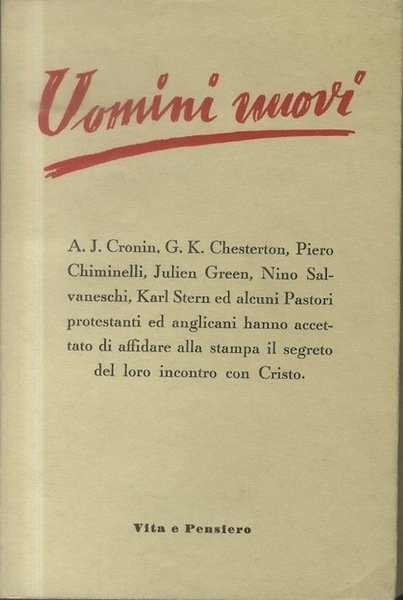 Uomini nuovi
A. J. Cronin, G. K. Chesterton, Piero
Chiminelli, Julien Green, Nino Sal-
vaneschi, Karl Stern ed alcuni Pastori
protestanti ed anglicani hanno accet-
tato di affidare alla stampa il segreto
del loro incontro con Cristo.
Vita e Pensiero